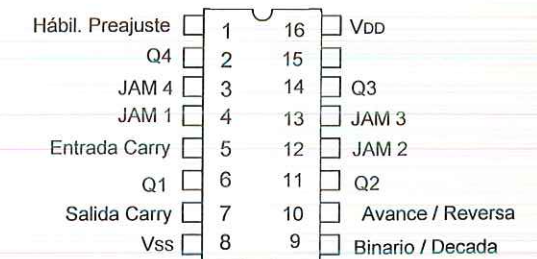 Hábil. Preajuste 1 16 VDD
Q4 2 15
JAM 4 3 14 Q3
JAM 1 4 13 JAM 3
Entrada Carry 5 12 JAM 2
Q1 6 11 Q2
Salida Carry 7 10 Avance / Reversa
Vss 8 9 Binario / Decada